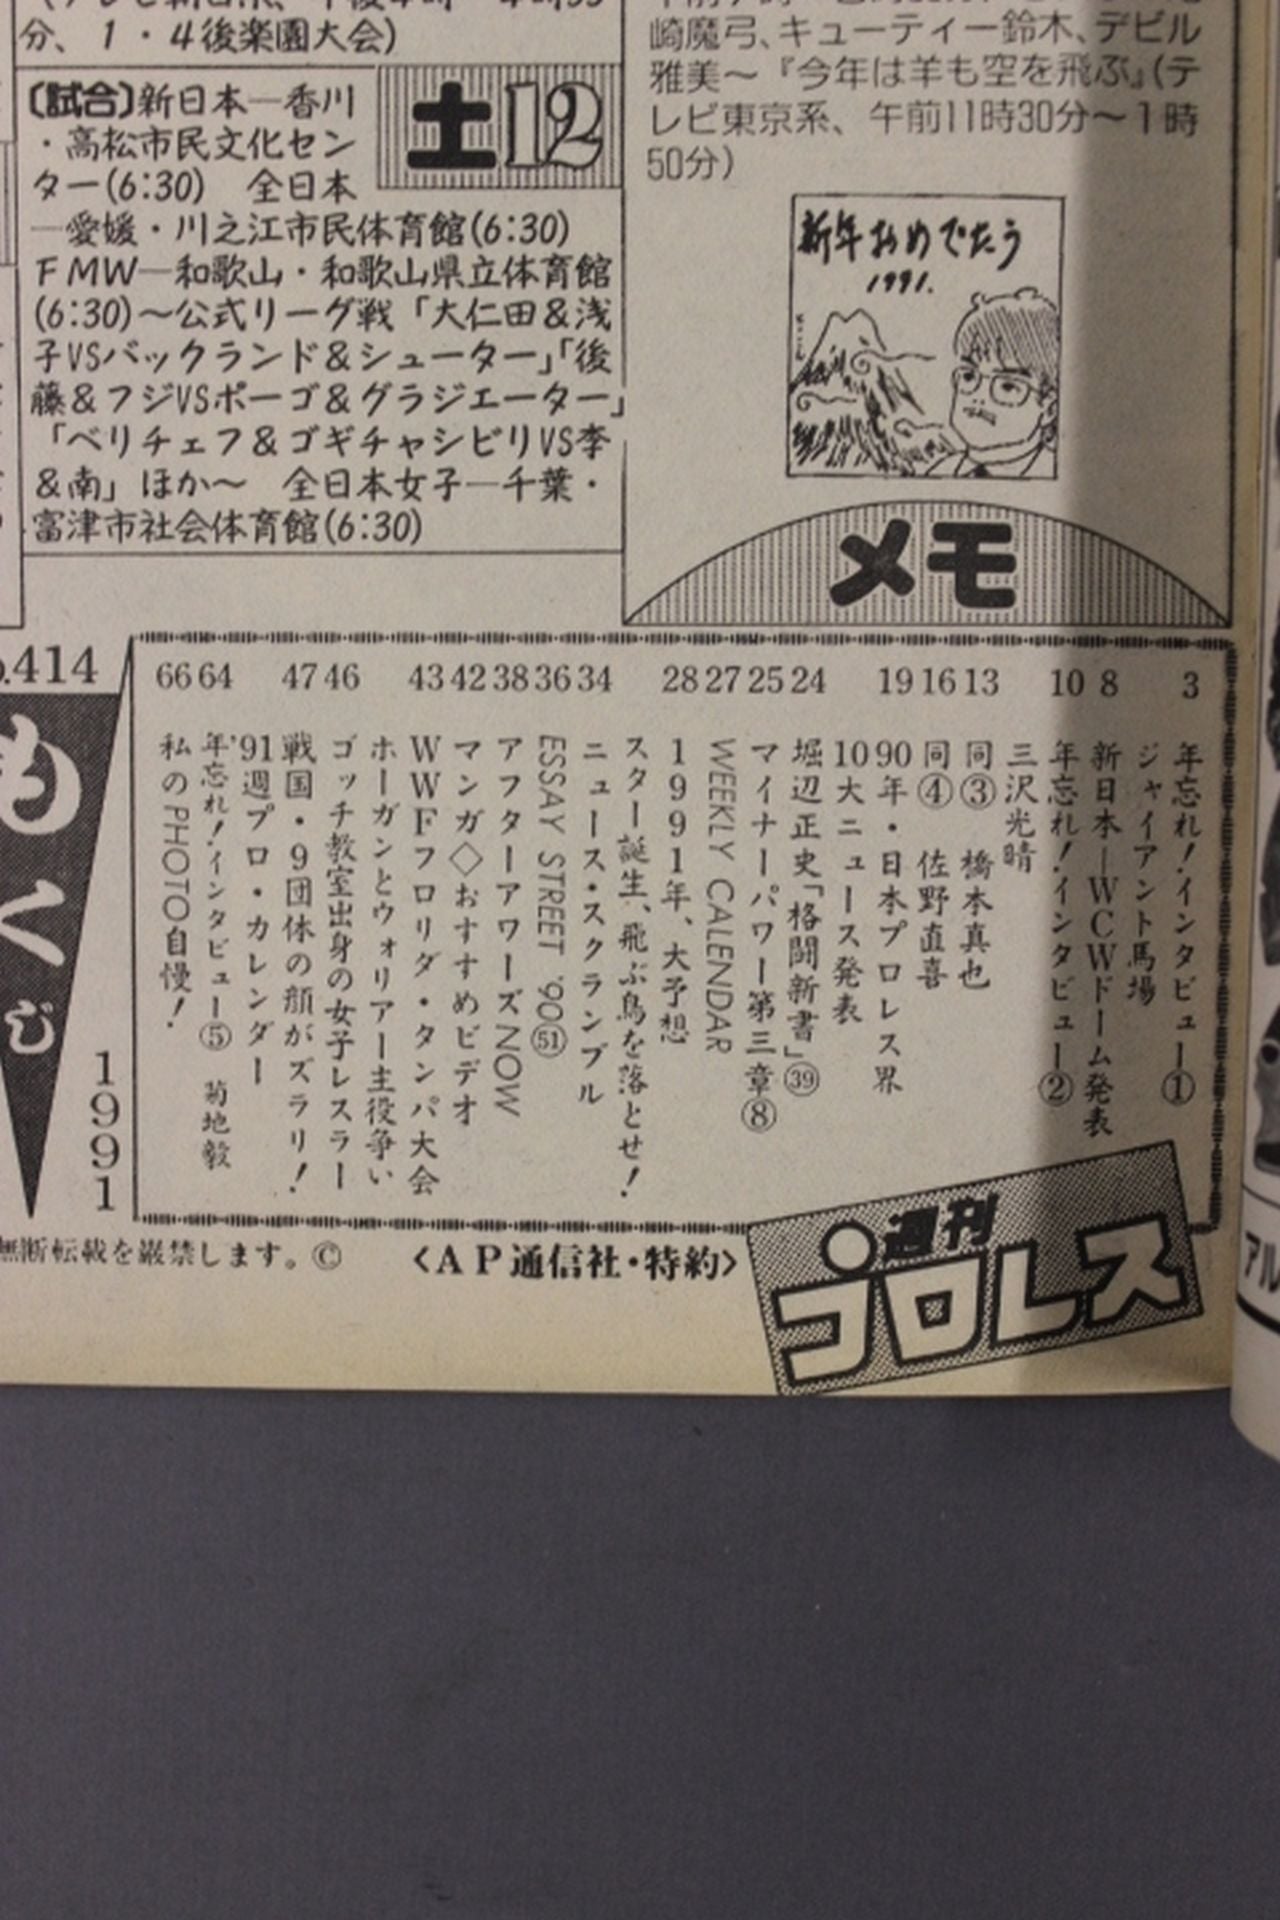 分、1・4後楽園大会)
土12
〔試合〕新日本―香川
・高松市民文化セン
ター(6:30) 全日本
―愛媛・川之江市民体育館(6:30)
FMW―和歌山・和歌山県立体育館
(6:30)～公式リーグ戦「大仁田&浅
子VSバックランド&シューター」「後
藤&フジVSポーゴ&グラジエーター」
「ベリチェフ&ゴギチャシビリVS李
&南」ほか～ 全日本女子―千葉・
富津市社会体育館(6:30)
崎魔弓、キューティー鈴木、デビル
雅美～『今年は羊も空を飛ぶ』(テ
レビ東京系、午前11時30分～1時
50分)
新年おめでたう
1991.
メモ
3 年忘れ!インタビュー①
ジャイアント馬場
8 新日本―WCWドーム発表
10 年忘れ!インタビュー②
三沢光晴
13 同③ 橋本真也
16 同④ 佐野直喜
19 90年・日本プロレス界
10大ニュース発表
24 堀辺正史「格闘新書」㊴
25 マイナーパワー第三章⑧
27 WEEKLY CALENDAR
28 1991年、大予想
スター誕生、飛ぶ鳥を落とせ!
34 ニュース・スクランブル
36 ESSAY STREET '90㊿①
38 アフターアワーズNOW
42 マンガ◇おすすめビデオ
43 WWFフロリダ・タンパ大会
ホーガンとウォリアー主役争い
46 ゴッチ教室出身の女子レスラー
47 戦国・9団体の顔がズラリ!
'91週プロ・カレンダー
64 年忘れ!インタビュー⑤ 菊地毅
66 私のPHOTO自慢!
.414
もくじ
1991
無断転載を厳禁します。©
〈AP通信社・特約〉
週刊
プロレス
アル